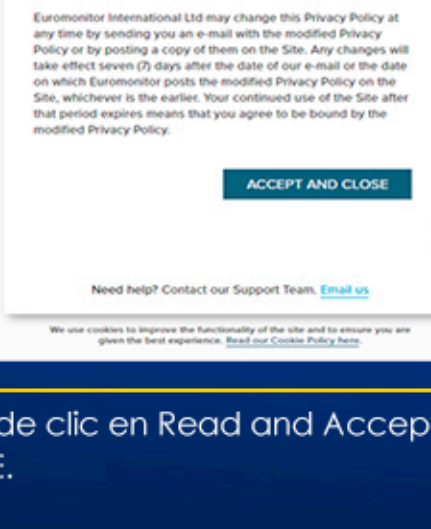 Euromonitor International Ltd may change this Privacy Policy at
any time by sending you an e-mail with the modified Privacy
Policy or by posting a copy of them on the Site. Any changes will
take effect seven (7) days after the date of our e-mail or the date
on which Euromonitor posts the modified Privacy Policy on the
Site, whichever is the earlier. Your continued use of the Site after
that period expires means that you agree to be bound by the
modified Privacy Policy.
ACCEPT AND CLOSE
Need help? Contact our Support Team. Email us
We use cookies to improve the functionality of the site and to ensure you are
given the best experience. Read our Cookie Policy here.
de clic en Read and Accep
E.